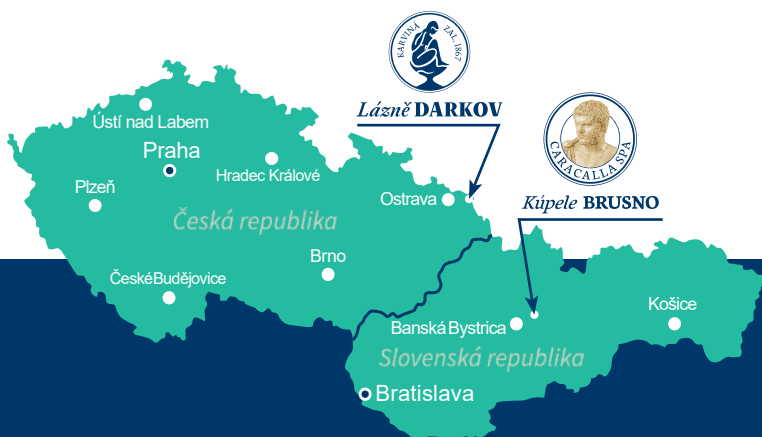 KARVINÁ
ZAL. 1867
Lázně DARKOV
CARACALLA SPA
Kúpele BRUSNO
Ústí nad Labem
Praha
Hradec Králové
Plzeň
Ostrava
Česká republika
Brno
ČeskéBudějovice
Košice
Banská Bystrica
Slovenská republika
Bratislava